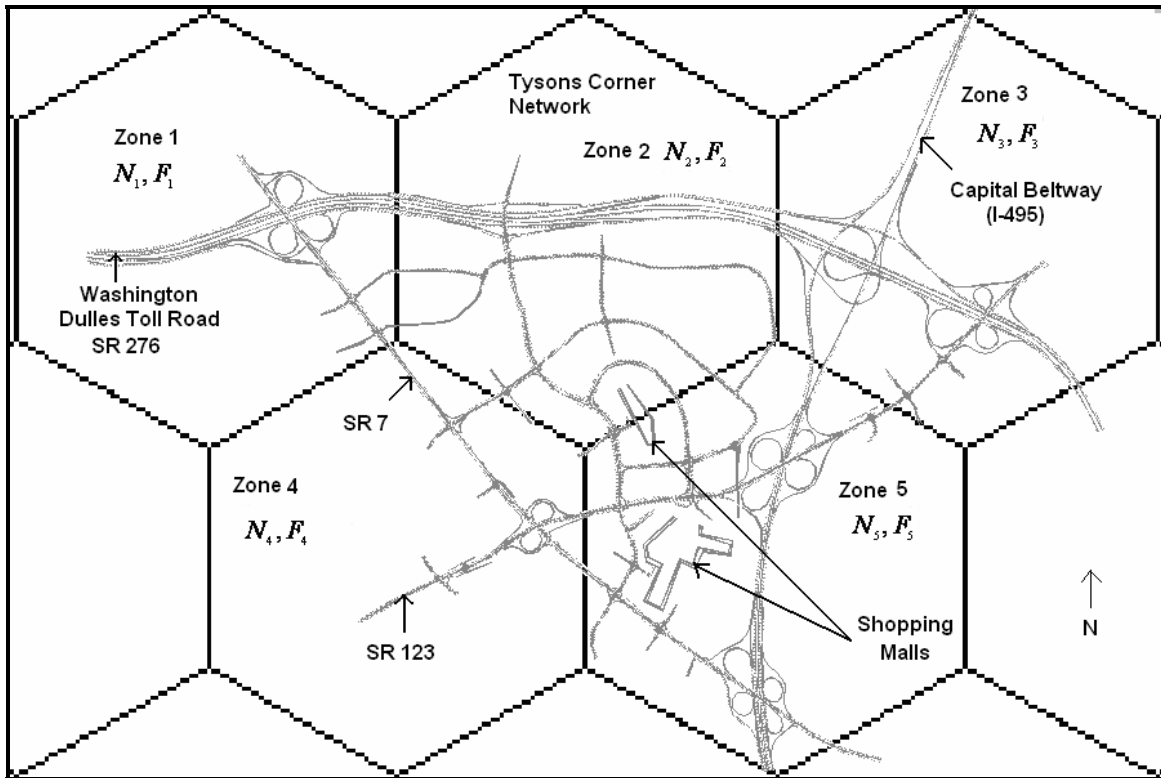 Tysons Corner
Network
Zone 1
N₁, F₁
Zone 2 N₂, F₂
Zone 3
N₃, F₃
Capital Beltway
(I-495)
Washington
Dulles Toll Road
SR 276
SR 7
Zone 4
N₄, F₄
Zone 5
N₅, F₅
Shopping
Malls
SR 123
N